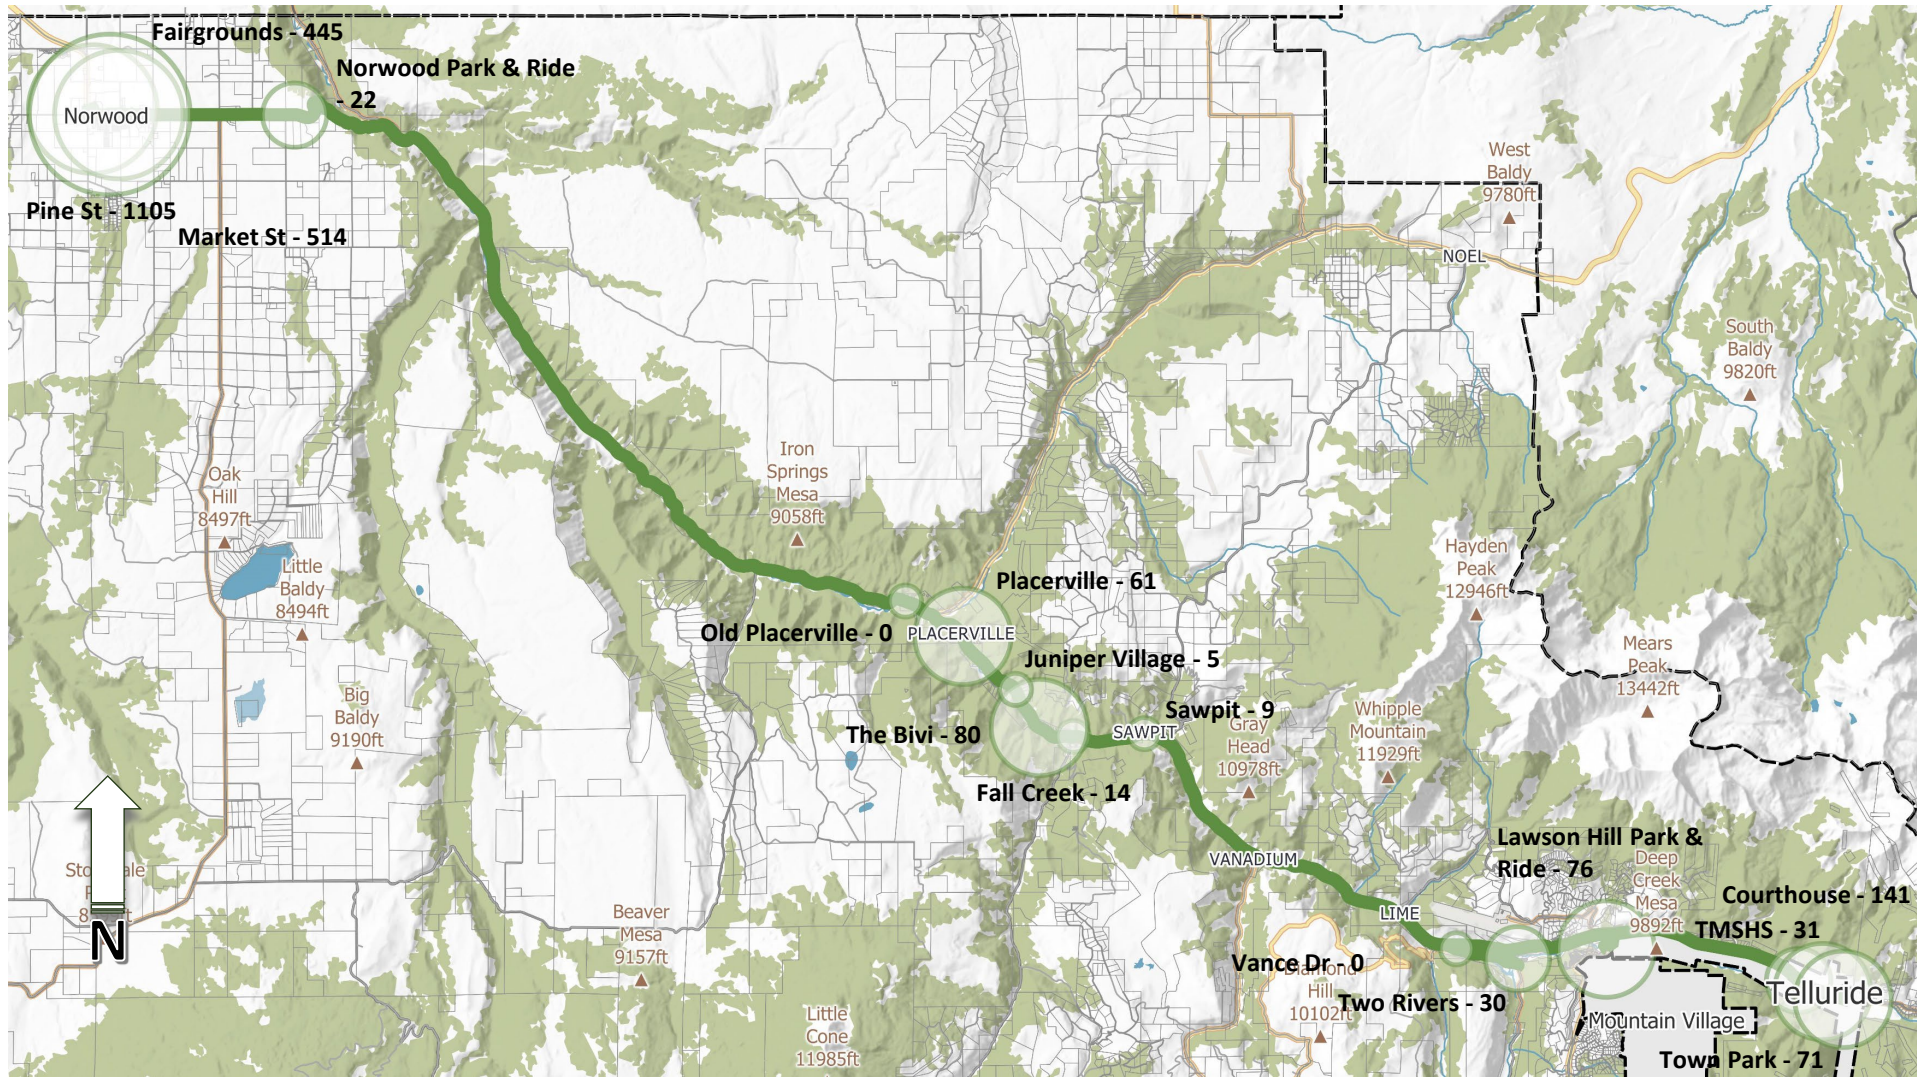 Fairgrounds - 445
Norwood Park & Ride
- 22
Norwood
West
Baldy
9780ft
Pine St - 1105
Market St - 514
NOEL
South
Baldy
9820ft
Iron
Springs
Mesa
9058ft
Oak
Hill
8497ft
Little
Baldy
8494ft
Hayden
Peak
12946ft
Placerville - 61
Old Placerville - 0
PLACERVILLE
Juniper Village - 5
Mears
Peak
13442ft
Big
Baldy
9190ft
The Bivi - 80
Sawpit - 9
SAWPIT
Gray
Head
10978ft
Whipple
Mountain
11929ft
Fall Creek - 14
Lawson Hill Park &
Ride - 76
VANADIUM
Deep
Creek
Mesa
9892ft
Courthouse - 141
TMSHS - 31
LIME
Beaver
Mesa
9157ft
N
Vance Dr - 0
Diamond
Hill
10102ft
Two Rivers - 30
Telluride
Mountain Village
Little
Cone
11985ft
Town Park - 71